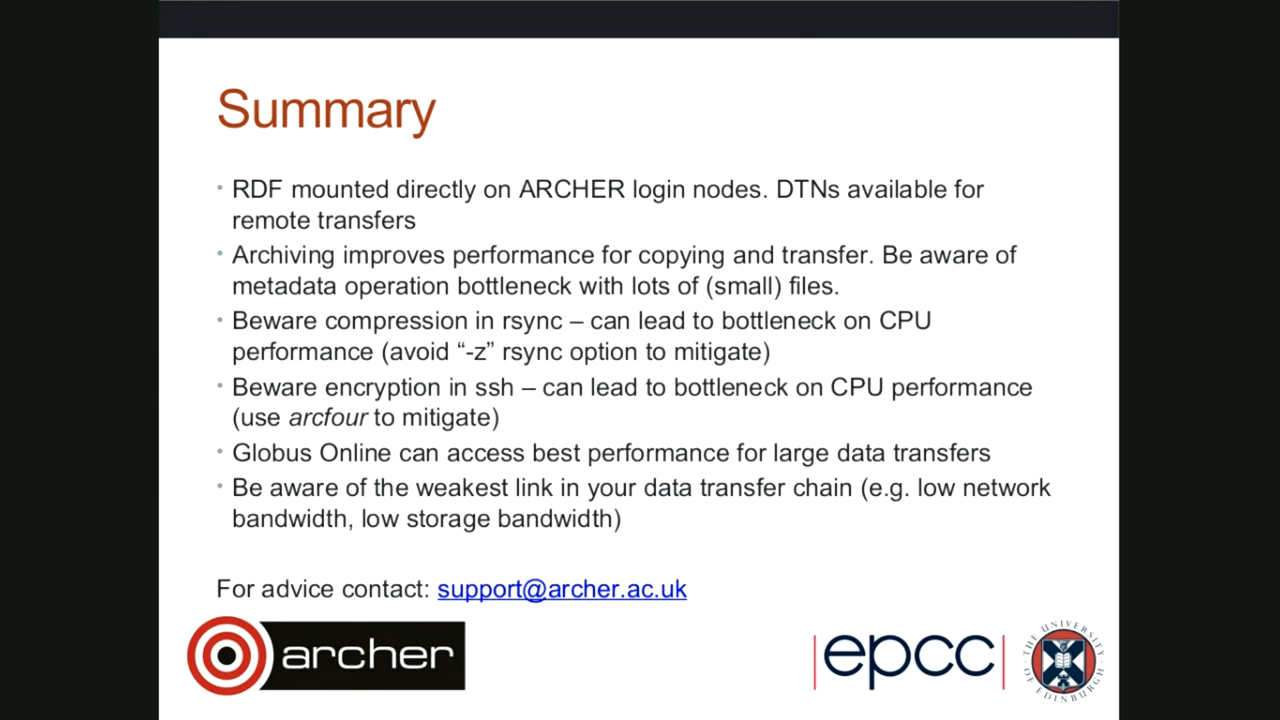 Summary
• RDF mounted directly on ARCHER login nodes. DTNs available for
remote transfers
• Archiving improves performance for copying and transfer. Be aware of
metadata operation bottleneck with lots of (small) files.
• Beware compression in rsync – can lead to bottleneck on CPU
performance (avoid “-z” rsync option to mitigate)
• Beware encryption in ssh – can lead to bottleneck on CPU performance
(use arcfour to mitigate)
• Globus Online can access best performance for large data transfers
• Be aware of the weakest link in your data transfer chain (e.g. low network
bandwidth, low storage bandwidth)
For advice contact: support@archer.ac.uk
archer
epcc
THE UNIVERSITY OF EDINBURGH